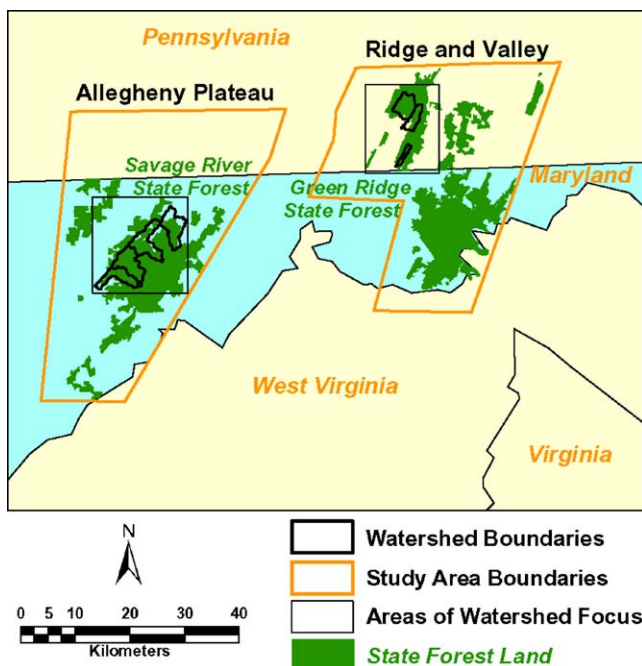 Pennsylvania
Ridge and Valley
Allegheny Plateau
Savage River
State Forest
Green Ridge
State Forest
Maryland
West Virginia
Virginia
N
0 5 10 20 30 40
Kilometers
Watershed Boundaries
Study Area Boundaries
Areas of Watershed Focus
State Forest Land